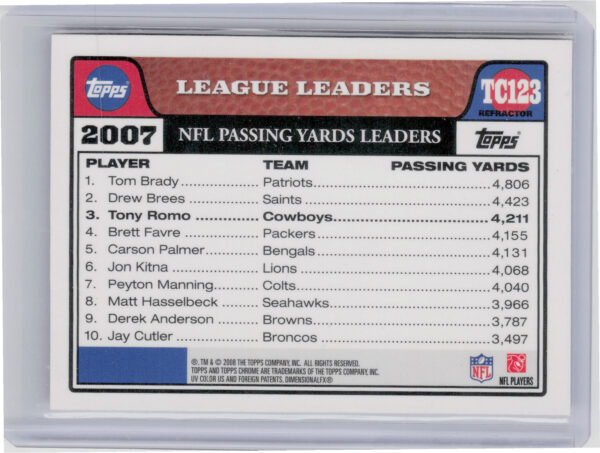 Topps
LEAGUE LEADERS
TC123
REFRACTOR
2007
NFL PASSING YARDS LEADERS
Topps®
PLAYER TEAM PASSING YARDS
1. Tom Brady..................Patriots..................4,806
2. Drew Brees..................Saints..................4,423
3. Tony Romo..................Cowboys..................4,211
4. Brett Favre..................Packers..................4,155
5. Carson Palmer..................Bengals..................4,131
6. Jon Kitna..................Lions..................4,068
7. Peyton Manning..................Colts..................4,040
8. Matt Hasselbeck..................Seahawks..................3,966
9. Derek Anderson..................Browns..................3,787
10. Jay Cutler..................Broncos..................3,497
®, TM & © 2008 THE TOPPS COMPANY, INC. ALL RIGHTS RESERVED.
TOPPS AND TOPPS CHROME ARE TRADEMARKS OF THE TOPPS COMPANY, INC.
UV COLOR US AND FOREIGN PATENTS, DIMENSIONALFX®
NFL
NFL PLAYERS